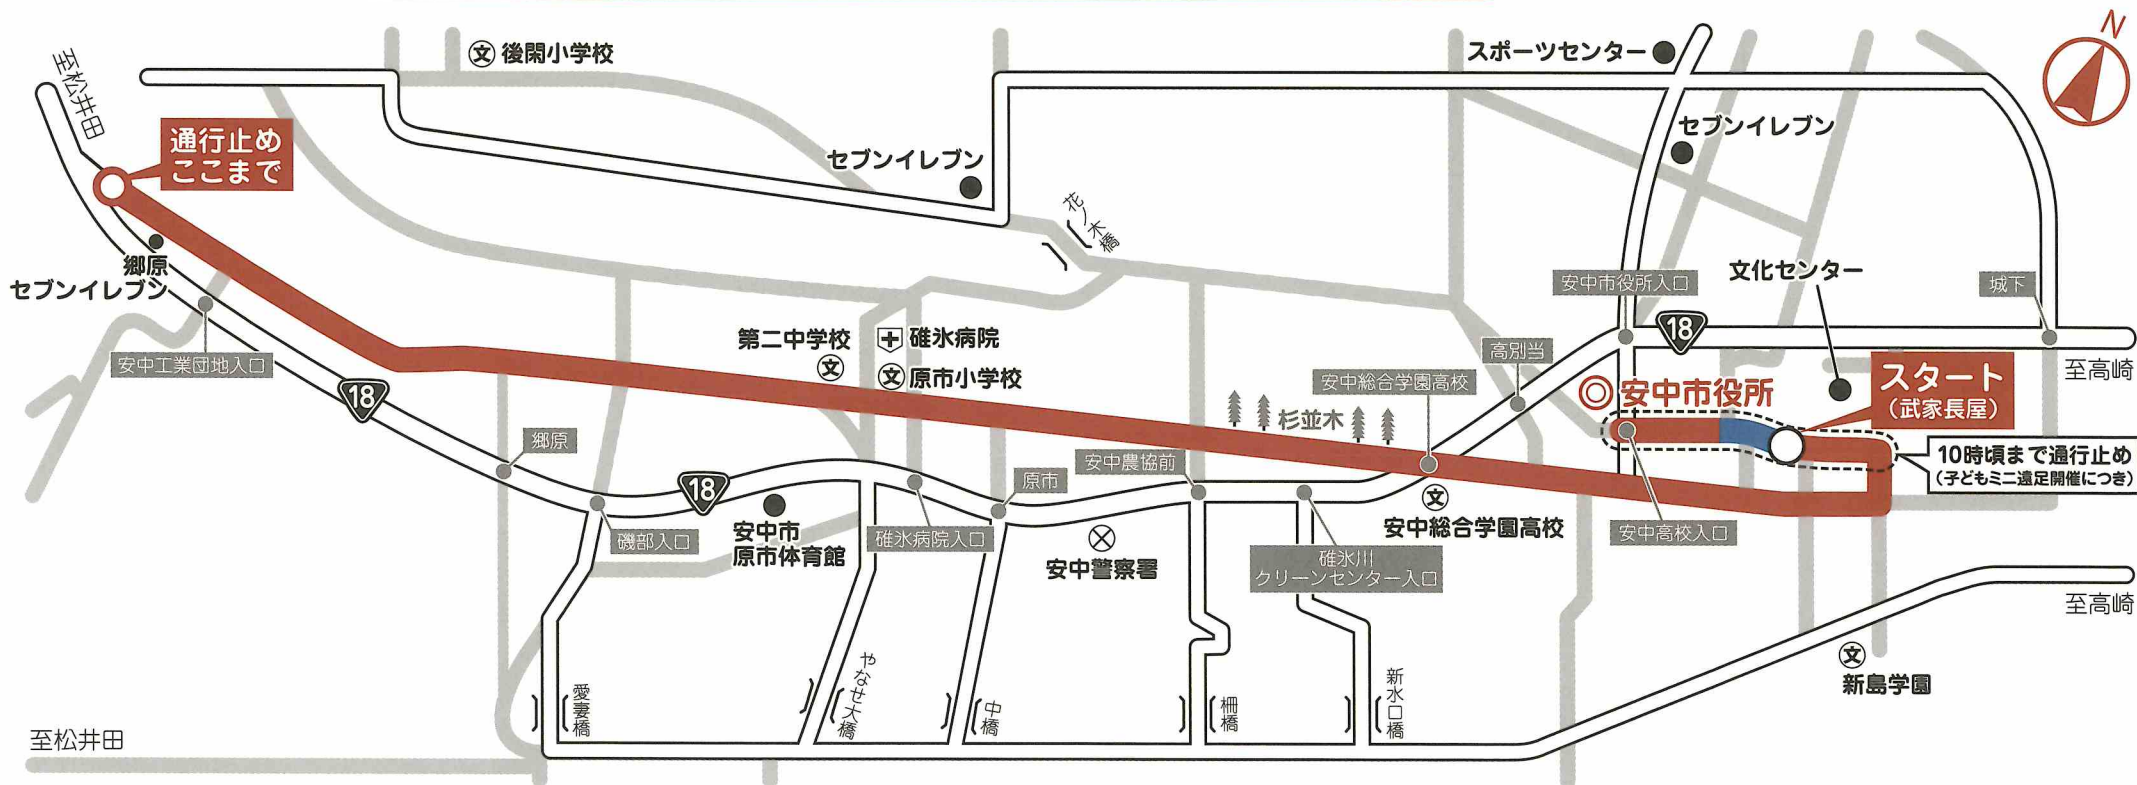 N
至松井田
後閑小学校
スポーツセンター
通行止め
ここまで
セブンイレブン
セブンイレブン
花ノ木橋
郷原
セブンイレブン
安中工業団地入口
18
第二中学校
碓氷病院
原市小学校
安中市役所入口
文化センター
城下
18
至高崎
高別当
安中総合学園高校
杉並木
安中市役所
スタート
(武家長屋)
10時頃まで通行止め
(子どもミニ遠足開催につき)
郷原
18
安中農協前
原市
磯部入口
安中市
原市体育館
碓氷病院入口
安中警察署
碓氷川
クリーンセンター入口
安中総合学園高校
安中高校入口
至高崎
新島学園
愛妻橋
やなせ大橋
中橋
柵橋
新水口橋
至松井田
文
文
文
文
文